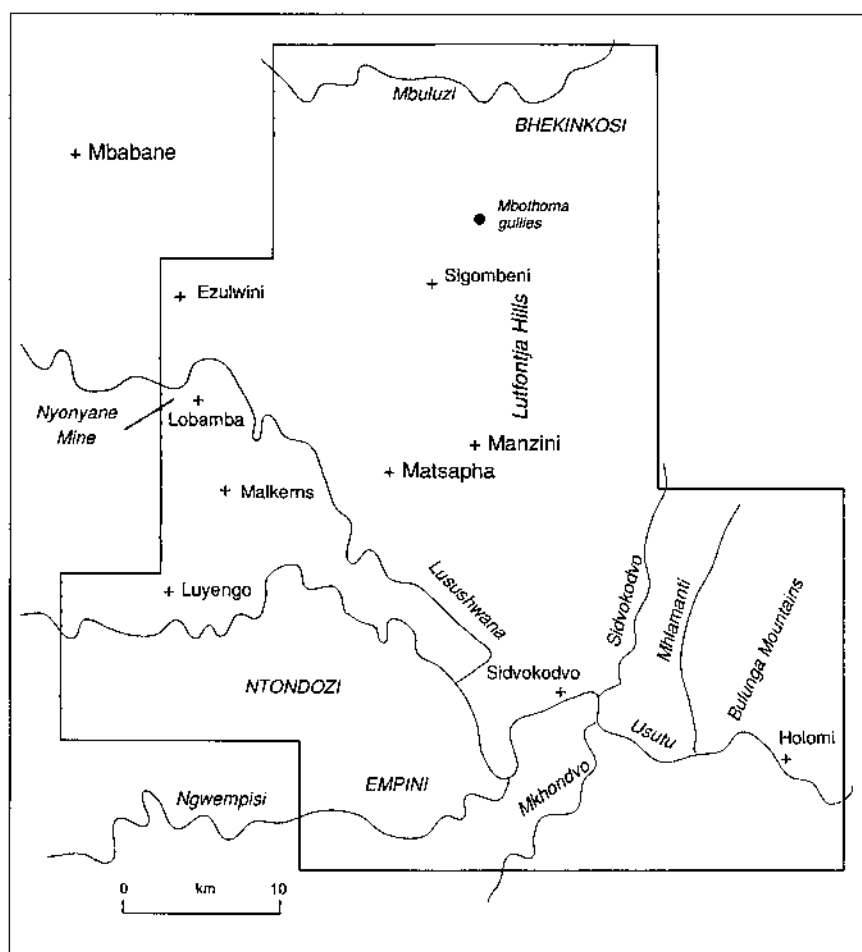 Mbuluzi
BHEKINKOSI
+ Mbabane
Mbothoma
gullies
+ Sigombeni
+ Ezulwini
Lutfontja Hills
Nyonyane
Mine
+ Lobamba
+ Manzini
+ Matsapha
+ Malkerns
+ Luyengo
Lusushwana
Sidvokodvo
Mhlamanti
Bulunga Mountains
Sidvokodvo
+
NTONDOZI
Usutu
Holomi
+
EMPINI
Mkhondvo
Ngwempisi
0 km 10